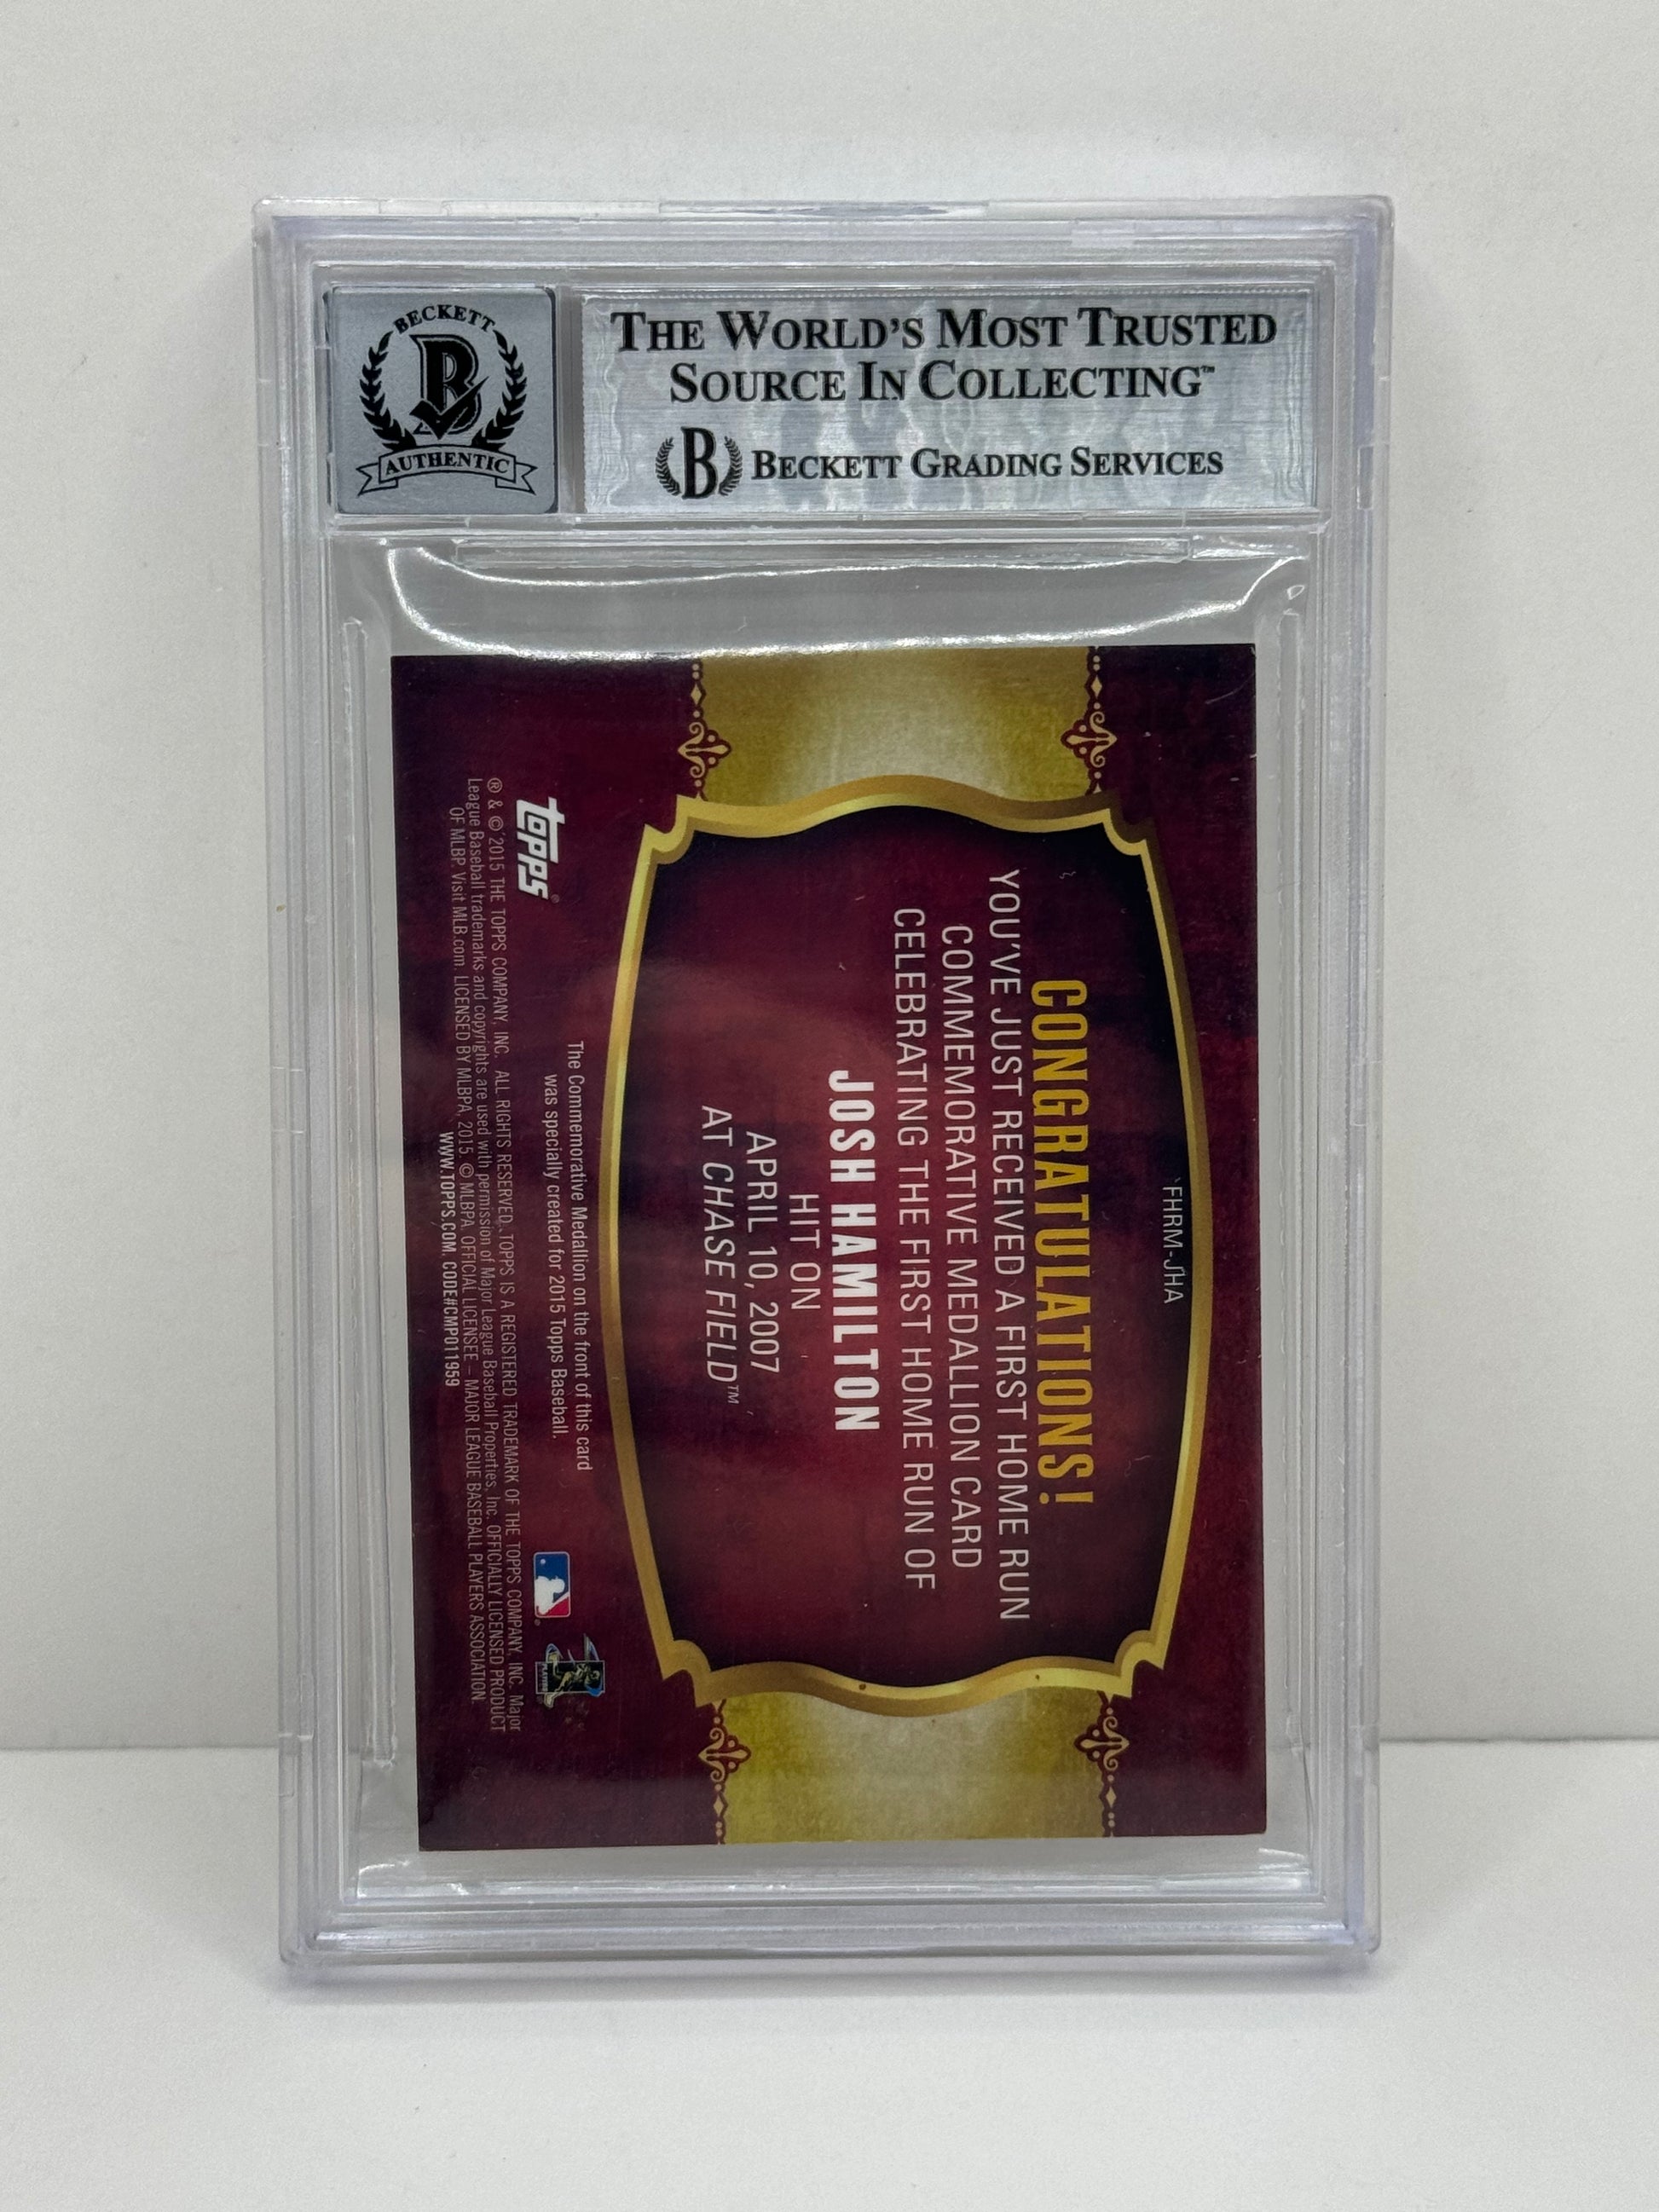 BECKETT
B
AUTHENTIC
THE WORLD'S MOST TRUSTED
SOURCE IN COLLECTING™
B BECKETT GRADING SERVICES
FHRM-JHA
CONGRATULATIONS!
YOU'VE JUST RECEIVED A FIRST HOME RUN
COMMEMORATIVE MEDALLION CARD
CELEBRATING THE FIRST HOME RUN OF
JOSH HAMILTON
HIT ON
APRIL 10, 2007
AT CHASE FIELD™
The Commemorative Medallion on the front of this card
was specially created for 2015 Topps Baseball.
topps®
® & © 2015 THE TOPPS COMPANY, INC. ALL RIGHTS RESERVED. TOPPS IS A REGISTERED TRADEMARK OF THE TOPPS COMPANY, INC. Major
League Baseball trademarks and copyrights are used with permission of Major League Baseball Properties, Inc. OFFICIALLY LICENSED PRODUCT
OF MLBP. Visit MLB.com. LICENSED BY MLBPA, 2015 © MLBPA, OFFICIAL LICENSEE – MAJOR LEAGUE BASEBALL PLAYERS ASSOCIATION.
WWW.TOPPS.COM. CODE#CMP011959